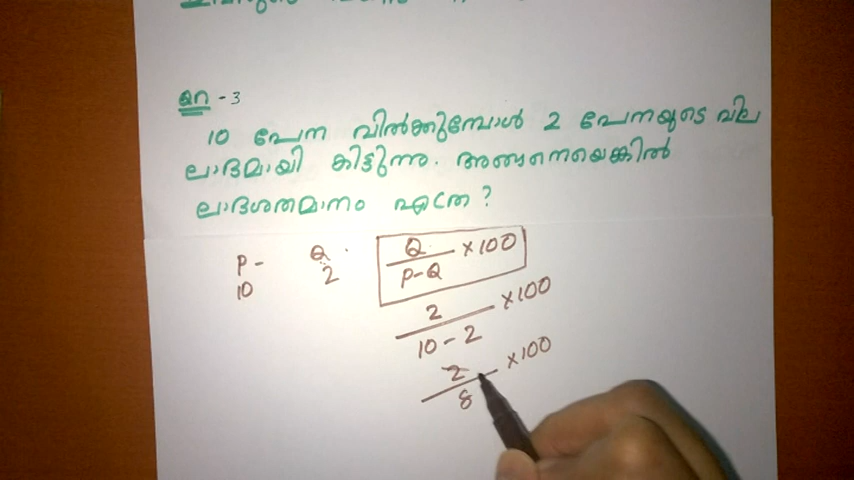 ഉറ - 3
10 പേന വിൽക്കുമ്പോൾ 2 പേനയുടെ വില
ലാഭമായി കിട്ടുന്നു. അങ്ങനെയെങ്കിൽ
ലാഭശതമാനം എത്ര ?
P - Q Q/P-Q ×100
10 2
2/10-2 ×100
2/8 ×100